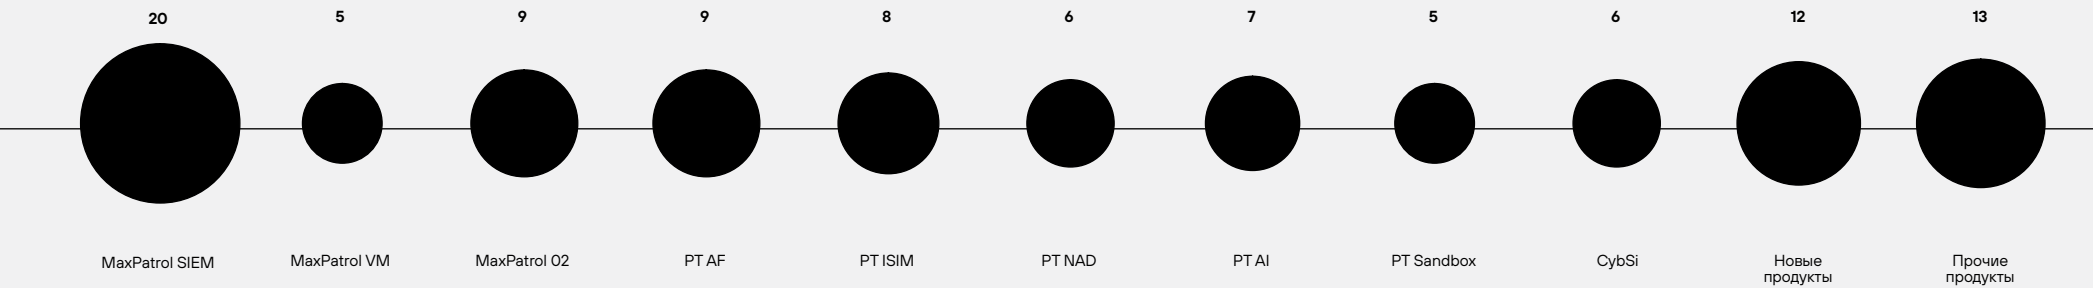 20 5 9 9 8 6 7 5 6 12 13
MaxPatrol SIEM MaxPatrol VM MaxPatrol 02 PT AF PT ISIM PT NAD PT AI PT Sandbox CybSi Новые Прочие
продукты продукты